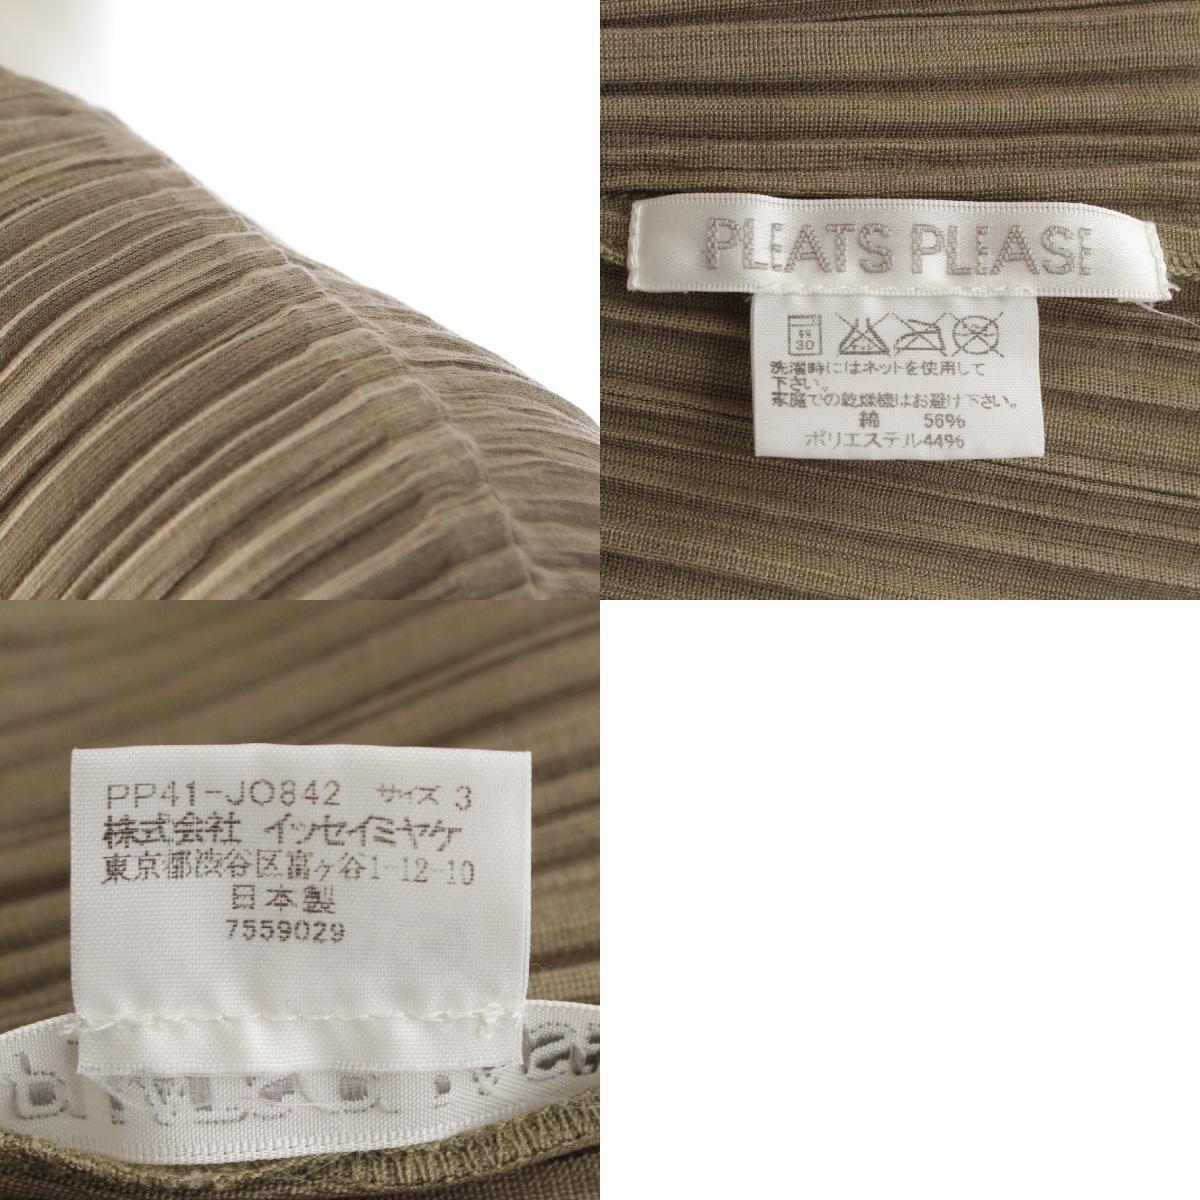 PLEATS PLEASE
30
洗濯時にはネットを使用して
下さい。
家庭での乾燥機はお避け下さい。
綿 56%
ポリエステル44%
PP41-JO842 サイズ 3
株式会社 イッセイミヤケ
東京都渋谷区富ヶ谷1-12-10
日本製
7559029